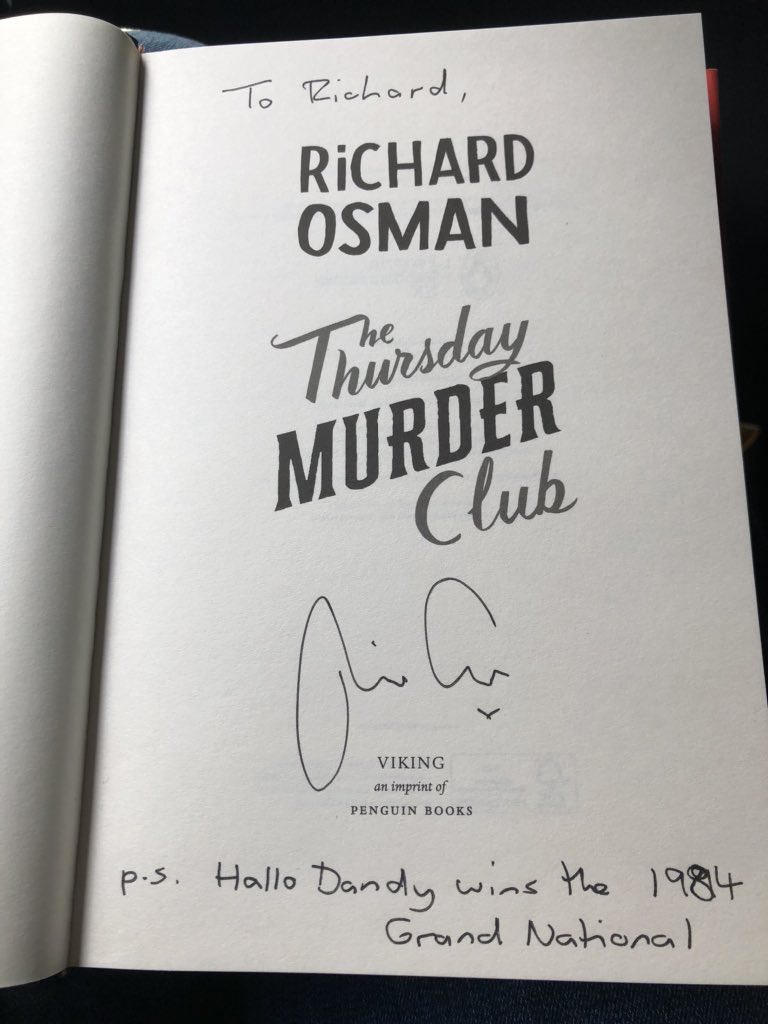 To Richard,
RiCHARD
OSMAN
The
Thursday
MURDER
Club
VIKING
an imprint of
PENGUIN BOOKS
p.s. Hallo Dandy wins the 1984
Grand National